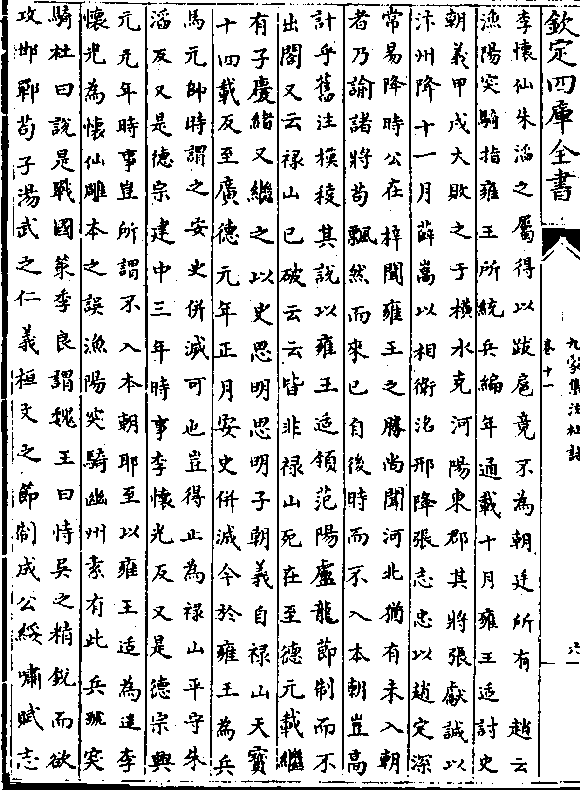 欽定四庫全書
九家集注杜詩
卷十一
六
李懷仙朱滔之屬得以跋扈竟不為朝廷所有 趙云
漁陽突騎指雍王所統兵編年通載十月雍王适討史
朝義甲戌大敗之于橫水克河陽東郡其將張獻誠以
汴州降十一月薛嵩以相衛洺邢降張志忠以趙定深
常易降時公在梓聞雍王之勝尚聞河北猶有未入朝
者乃諭諸將苟飄然而來已自後時而不入本朝豈高
計乎舊注模稜其說以雍王适領范陽盧龍節制而不
出閤又云祿山已破云云皆非祿山死在至德元載繼
有子慶緒又繼之以史思明思明子朝義自祿山天寶
十四載反至廣德元年正月安史併滅今於雍王為兵
馬元帥時謂之安史併滅可也豈得止為祿山平守朱
滔反又是德宗建中三年時事李懷光反又是德宗興
元元年時事豈所謂不入本朝耶至以雍王适為逵李
懷光為懷仙雕本之誤漁陽突騎幽州素有此兵號突
騎杜曰說是戰國策季良謂魏王曰恃吳之精銳而欲
攻邯鄲荀子湯武之仁義桓文之節制成公綏嘯賦志